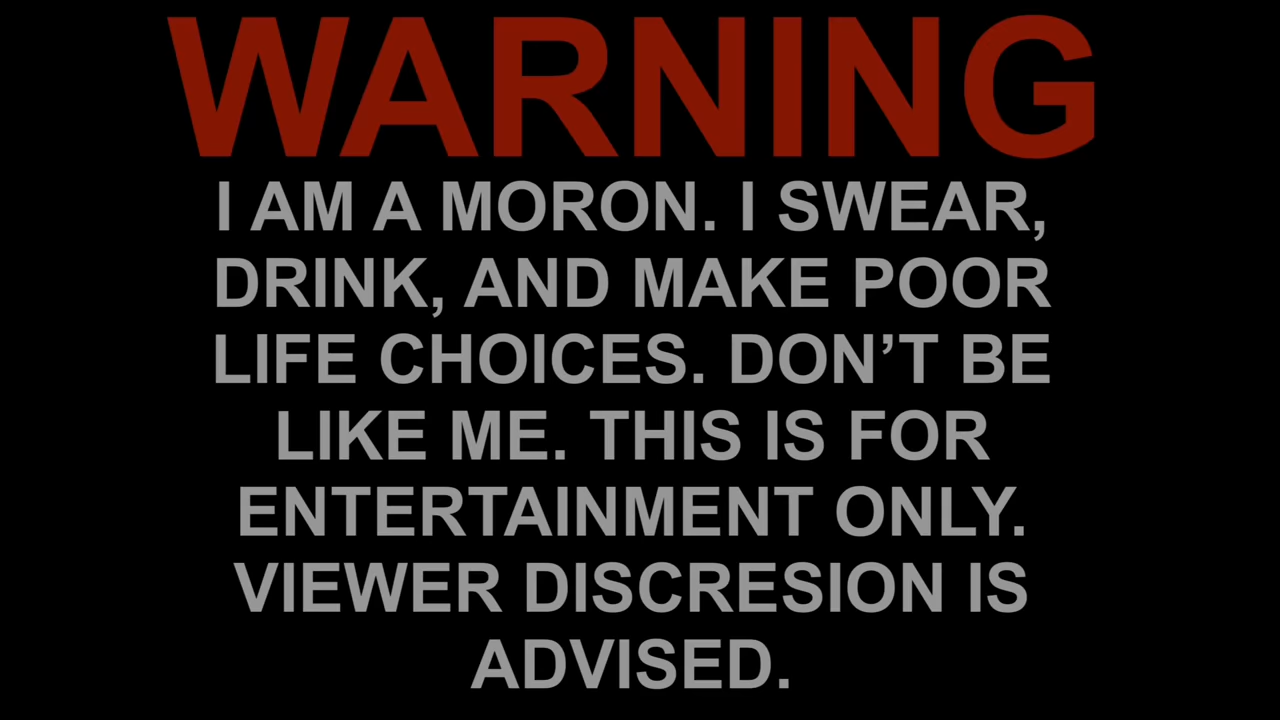 WARNING
I AM A MORON. I SWEAR,
DRINK, AND MAKE POOR
LIFE CHOICES. DON’T BE
LIKE ME. THIS IS FOR
ENTERTAINMENT ONLY.
VIEWER DISCRESION IS
ADVISED.